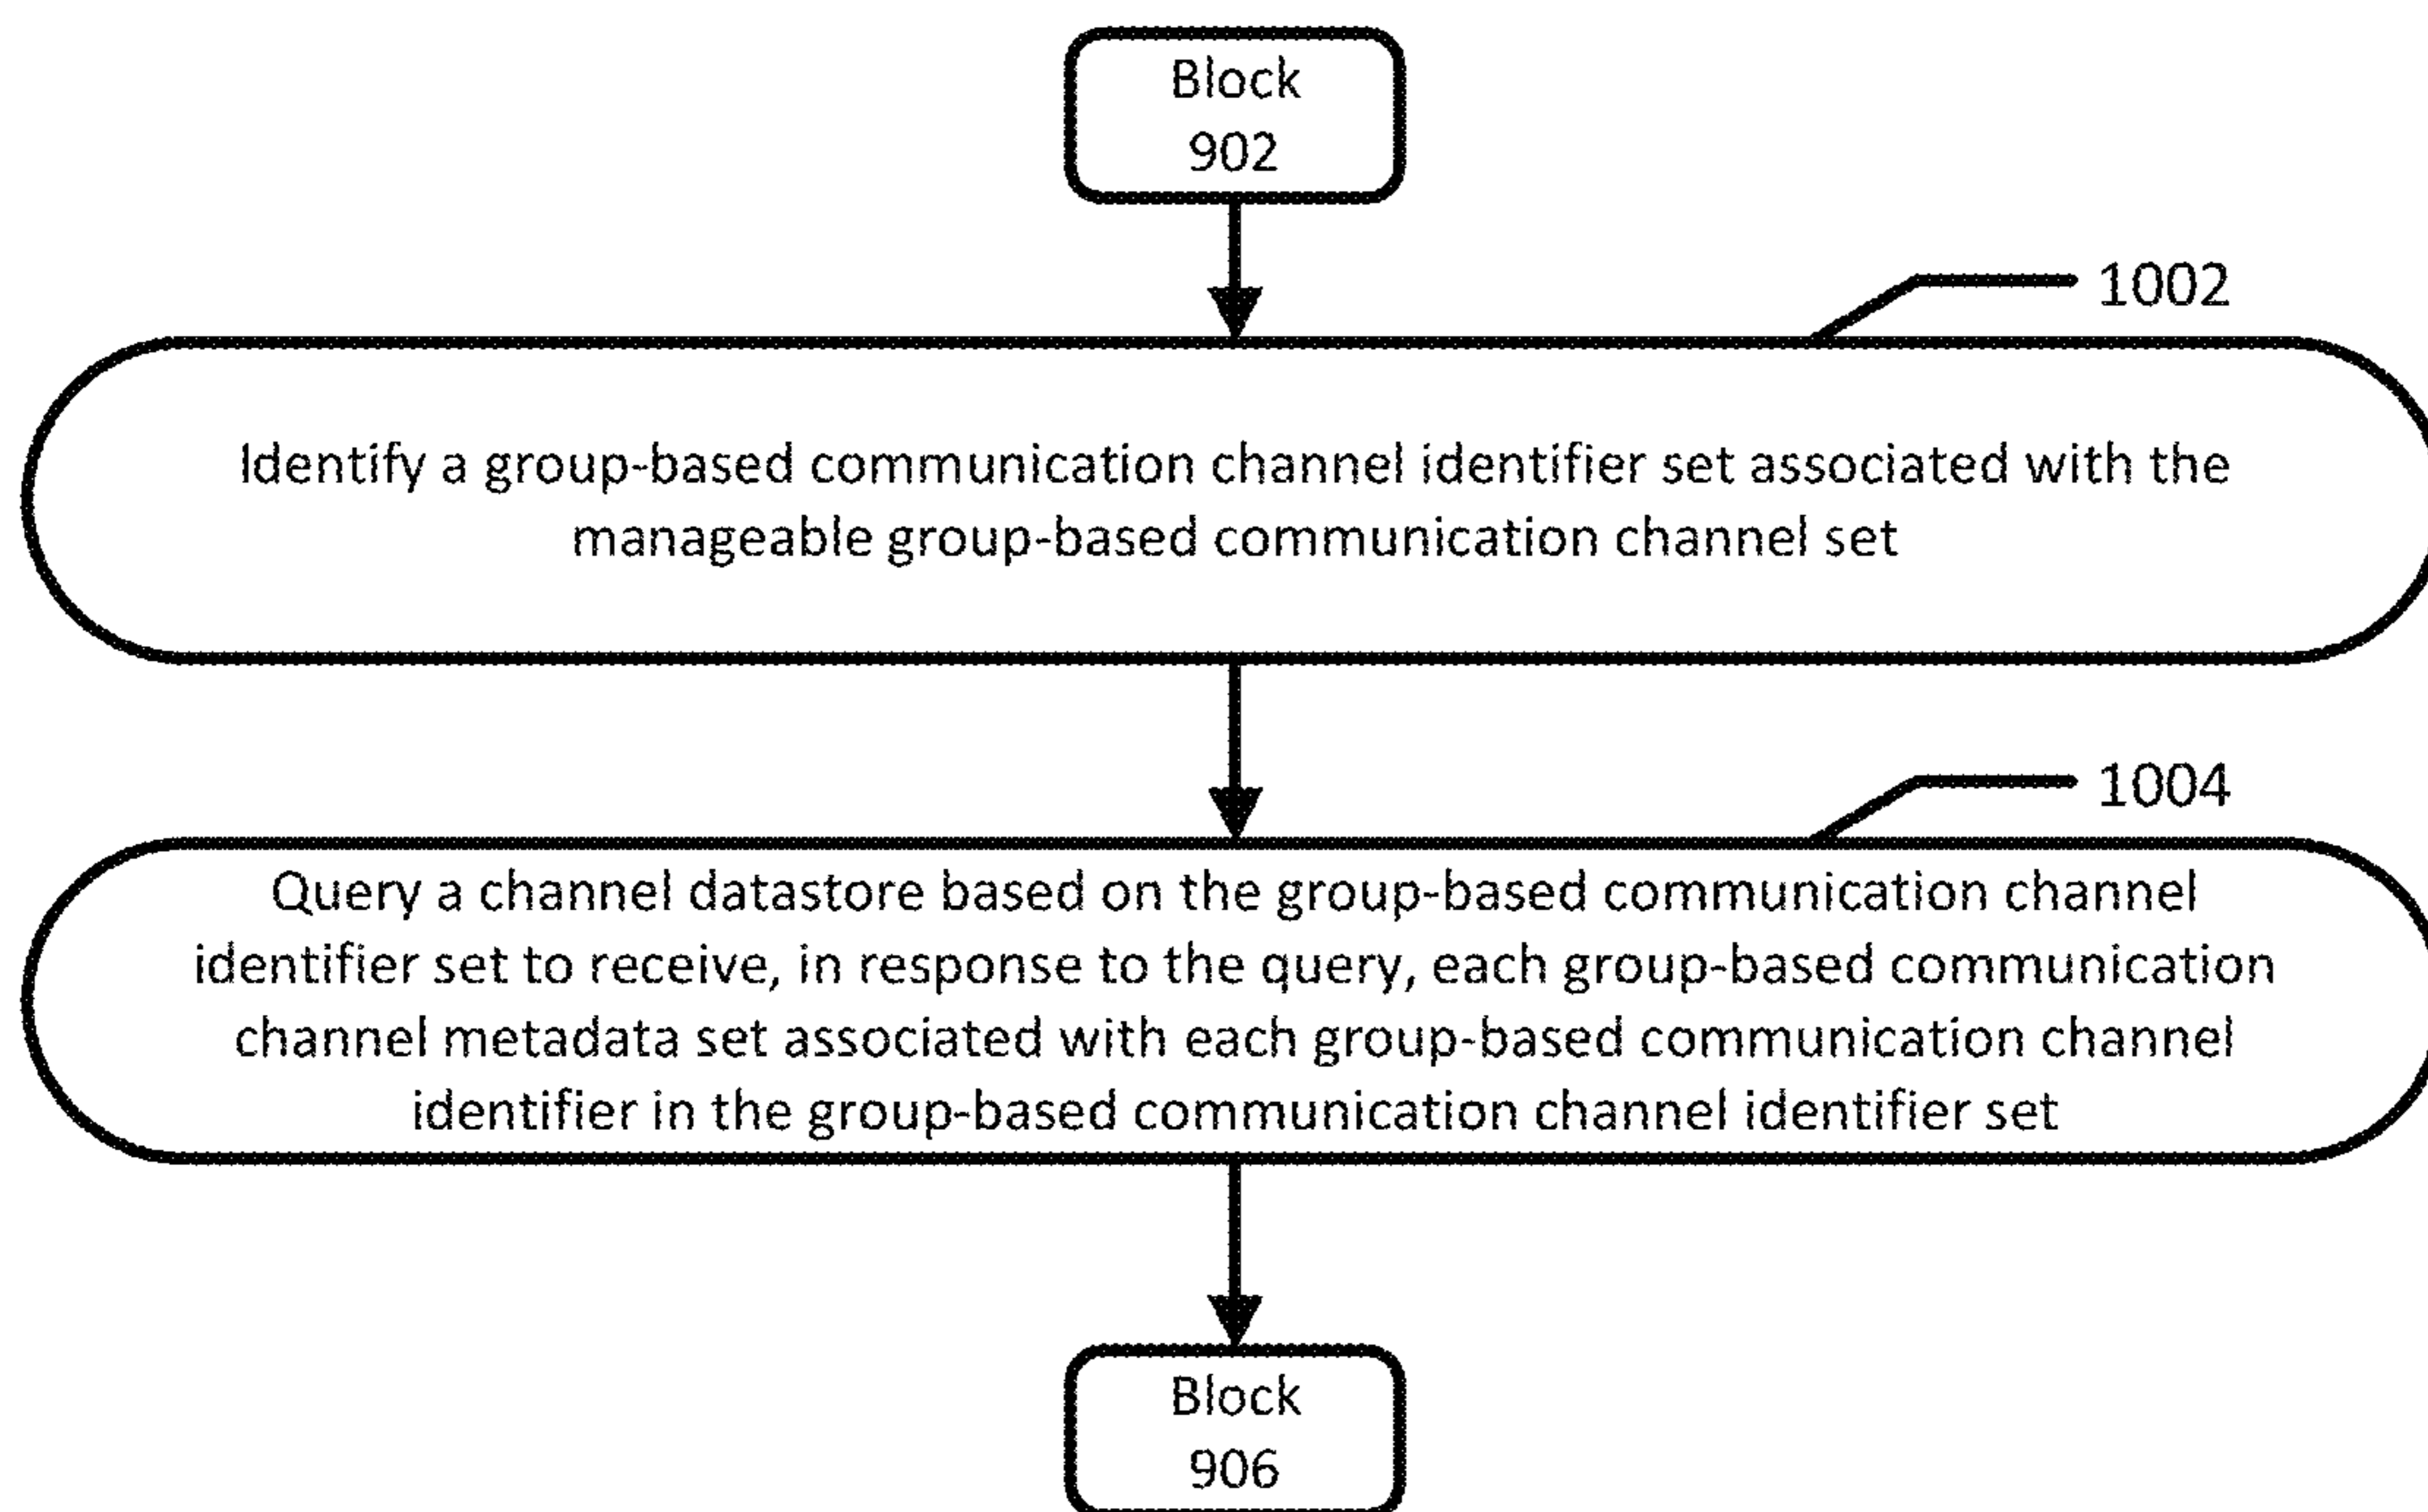 Block
902
1002
Identify a group-based communication channel identifier set associated with the
manageable group-based communication channel set
1004
Query a channel datastore based on the group-based communication channel
identifier set to receive, in response to the query, each group-based communication
channel metadata set associated with each group-based communication channel
identifier in the group-based communication channel identifier set
Block
906